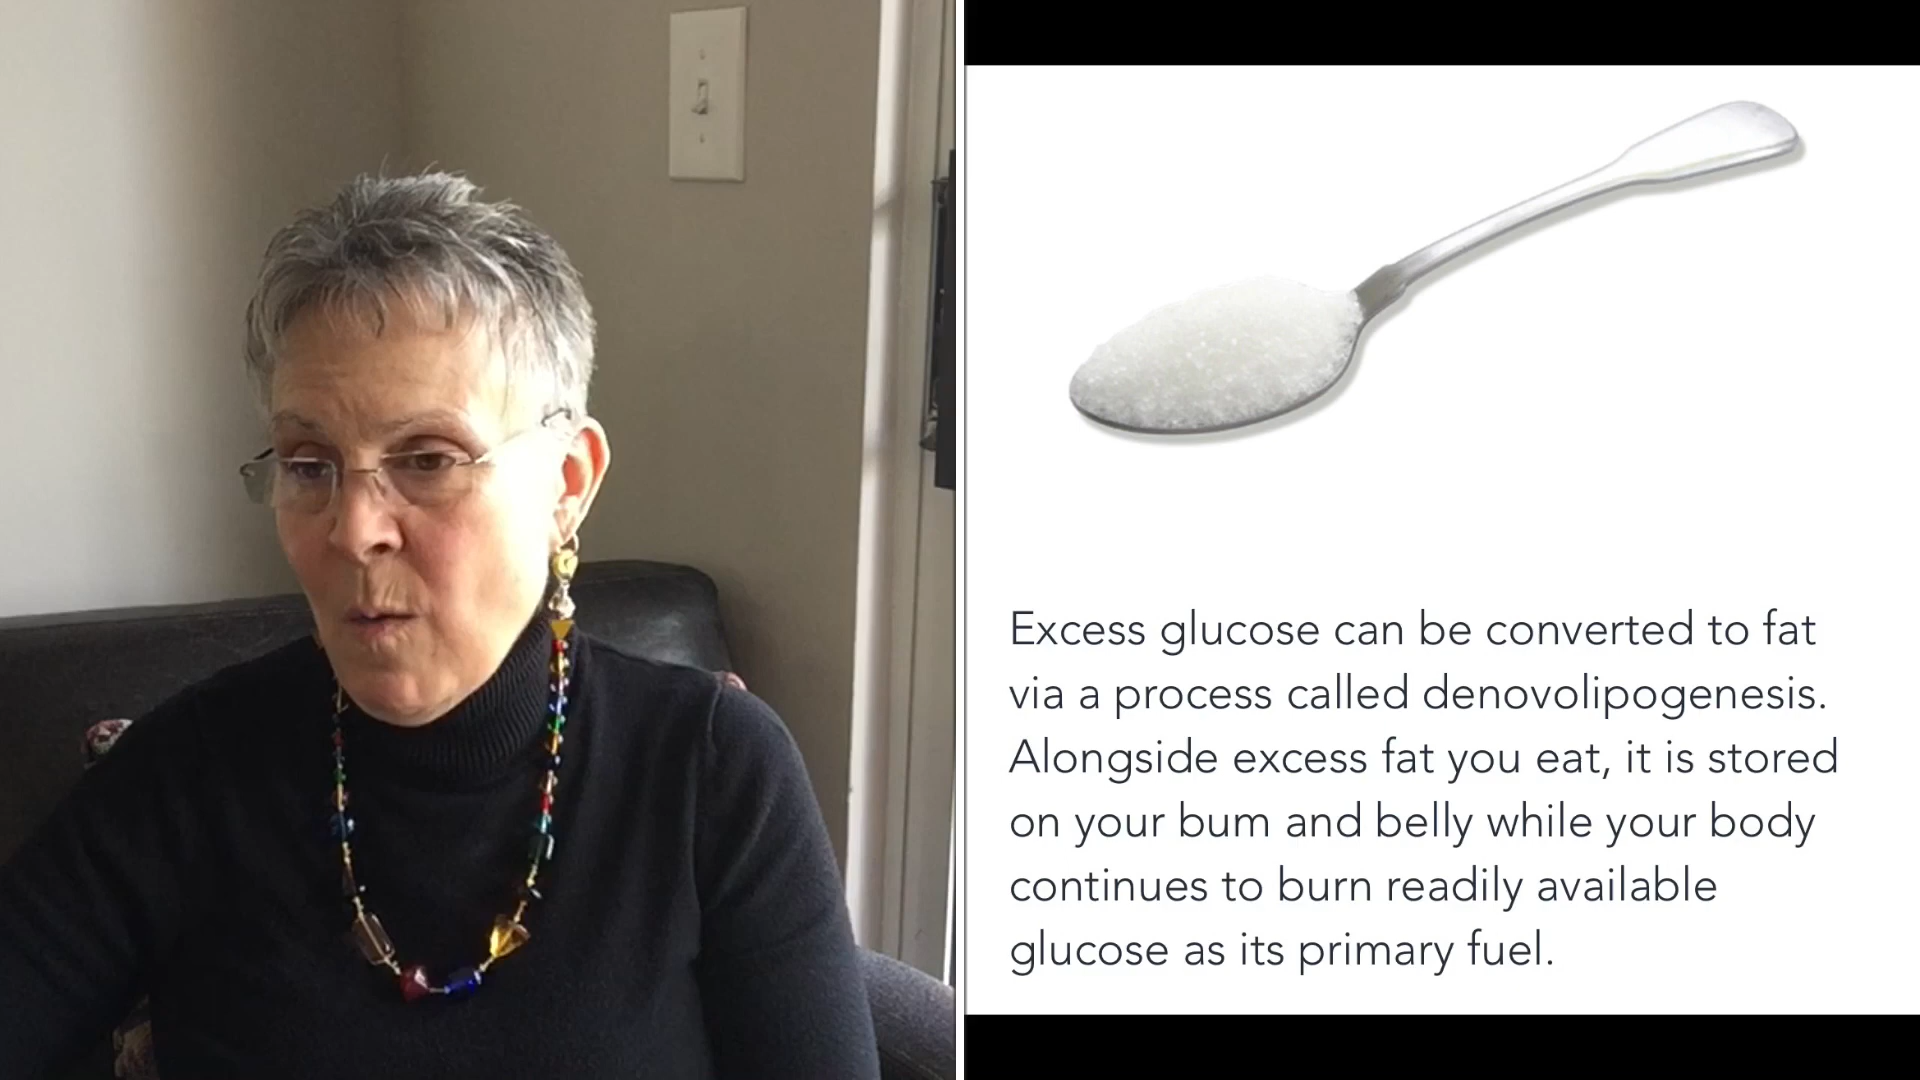 Excess glucose can be converted to fat
via a process called denovolipogenesis.
Alongside excess fat you eat, it is stored
on your bum and belly while your body
continues to burn readily available
glucose as its primary fuel.